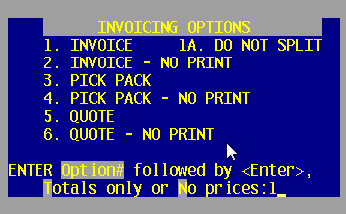 INVOICING OPTIONS
1. INVOICE 1A. DO NOT SPLIT
2. INVOICE - NO PRINT
3. PICK PACK
4. PICK PACK - NO PRINT
5. QUOTE
6. QUOTE - NO PRINT
ENTER Option# followed by <Enter>,
Totals only or No prices:1_